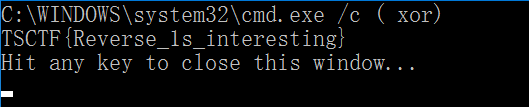 C:\WINDOWS\system32\cmd.exe /c ( xor)
TSCTF{Reverse_1s_interesting}
Hit any key to close this window...